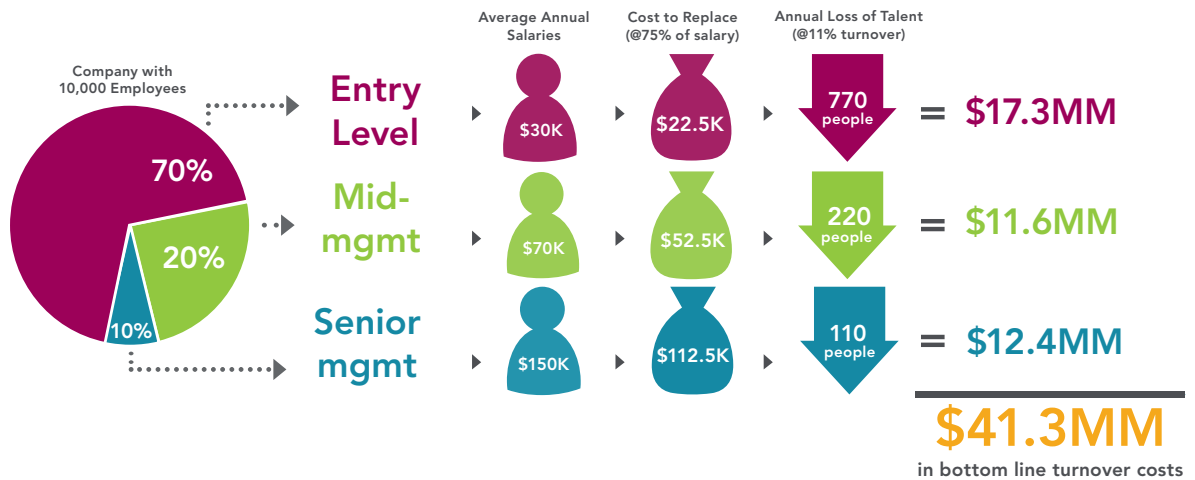 Average Annual
Salaries
Cost to Replace
(@75% of salary)
Annual Loss of Talent
(@11% turnover)
Company with
10,000 Employees
70%
20%
10%
Entry
Level
$30K
$22.5K
770
people
= $17.3MM
Mid-
mgmt
$70K
$52.5K
220
people
= $11.6MM
Senior
mgmt
$150K
$112.5K
110
people
= $12.4MM
$41.3MM
in bottom line turnover costs